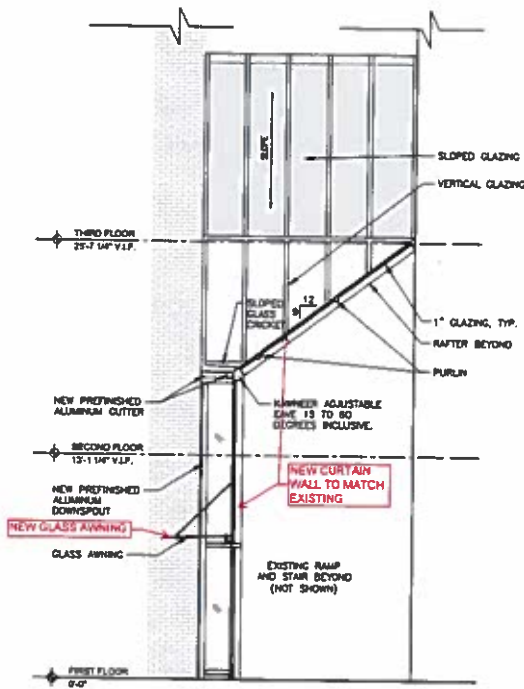 SLOPE
SLOPED GLAZING
VERTICAL GLAZING
THIRD FLOOR
25'-7 1/4" V.I.F.
SLOPED
GLASS
CRICKET
12
9
1" GLAZING, TYP.
RAFTER BEYOND
PURLIN
NEW PREFINISHED
ALUMINUM GUTTER
KAWNEER ADJUSTABLE
EAVE 15 TO 60
DEGREES INCLUSIVE.
SECOND FLOOR
13'-1 1/4" V.I.F.
NEW CURTAIN
WALL TO MATCH
EXISTING
NEW PREFINISHED
ALUMINUM
DOWNSPOUT
NEW GLASS AWNING
GLASS AWNING
EXISTING RAMP
AND STAIR BEYOND
(NOT SHOWN)
FIRST FLOOR
0'-0"